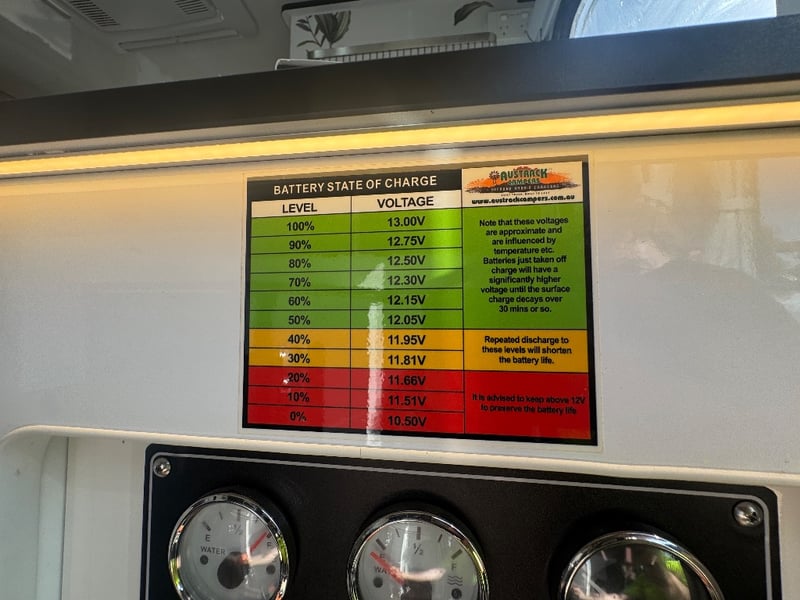 BATTERY STATE OF CHARGE
AUSTRACK
CAMPERS
www.austrackcampers.com.au
LEVEL VOLTAGE
100% 13.00V
90% 12.75V
80% 12.50V
70% 12.30V
60% 12.15V
50% 12.05V
40% 11.95V
30% 11.81V
20% 11.66V
10% 11.51V
0% 10.50V
Note that these voltages
are approximate and
are influenced by
temperature etc.
Batteries just taken off
charge will have a
significantly higher
voltage until the surface
charge decays over
30 mins or so.
Repeated discharge to
these levels will shorten
the battery life.
It is advised to keep above 12V
to preserve the battery life
E 1/2 F
WATER
1/2